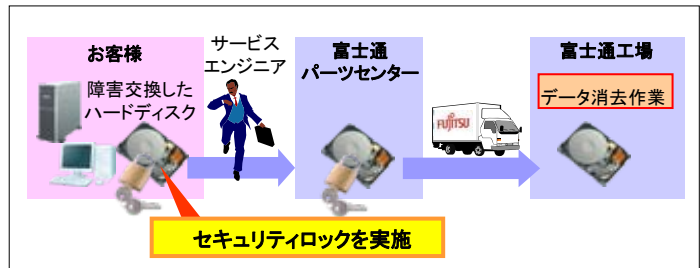 お客様
障害交換した
ハードディスク
サービス
エンジニア
富士通
パーツセンター
FUJITSU
富士通工場
データ消去作業
セキュリティロックを実施